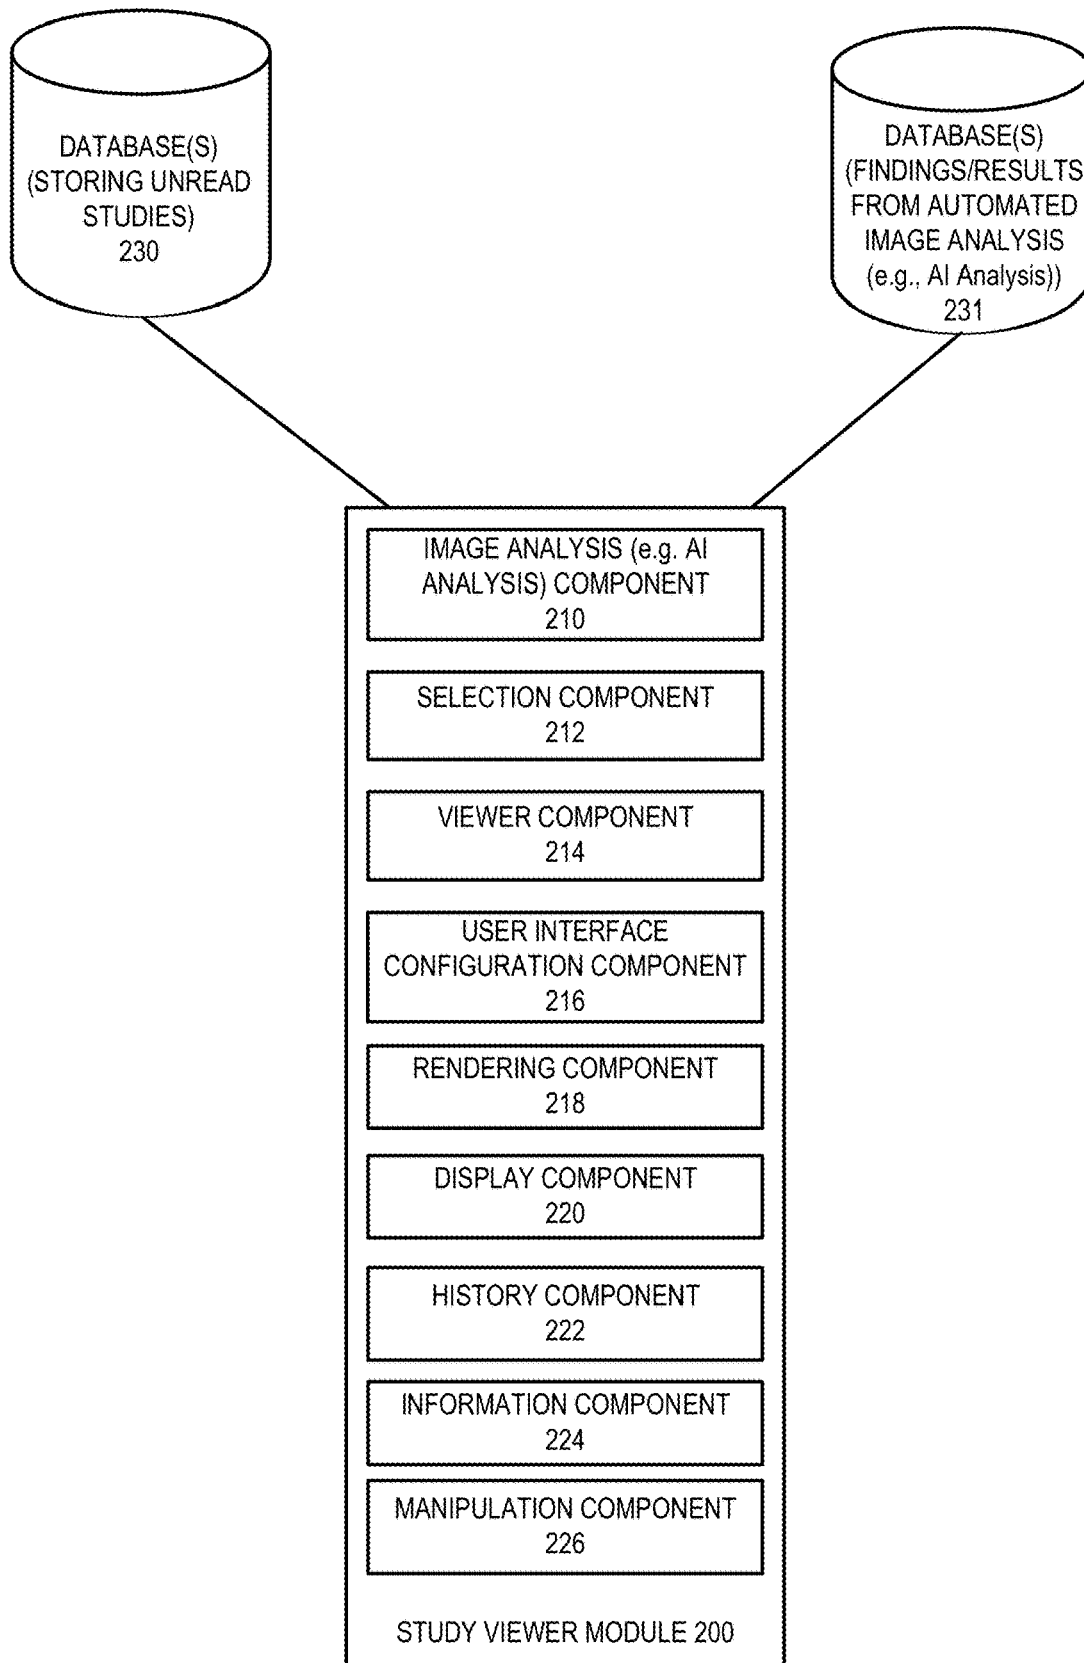 DATABASE(S)
(STORING UNREAD
STUDIES)
230
DATABASE(S)
(FINDINGS/RESULTS
FROM AUTOMATED
IMAGE ANALYSIS
(e.g., AI Analysis))
231
IMAGE ANALYSIS (e.g. AI
ANALYSIS) COMPONENT
210
SELECTION COMPONENT
212
VIEWER COMPONENT
214
USER INTERFACE
CONFIGURATION COMPONENT
216
RENDERING COMPONENT
218
DISPLAY COMPONENT
220
HISTORY COMPONENT
222
INFORMATION COMPONENT
224
MANIPULATION COMPONENT
226
STUDY VIEWER MODULE 200